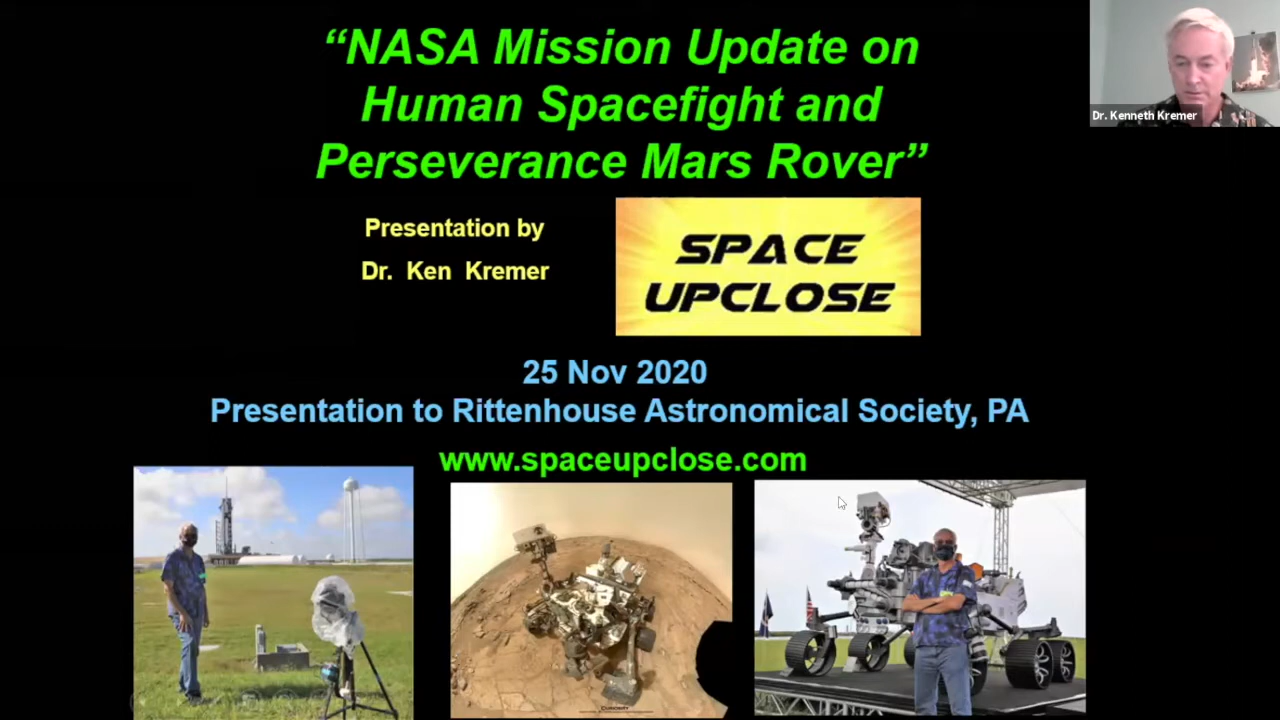 “NASA Mission Update on
Human Spacefight and
Perseverance Mars Rover”
Dr. Kenneth Kremer
Presentation by
Dr. Ken Kremer
SPACE
UPCLOSE
25 Nov 2020
Presentation to Rittenhouse Astronomical Society, PA
www.spaceupclose.com
Curiosity